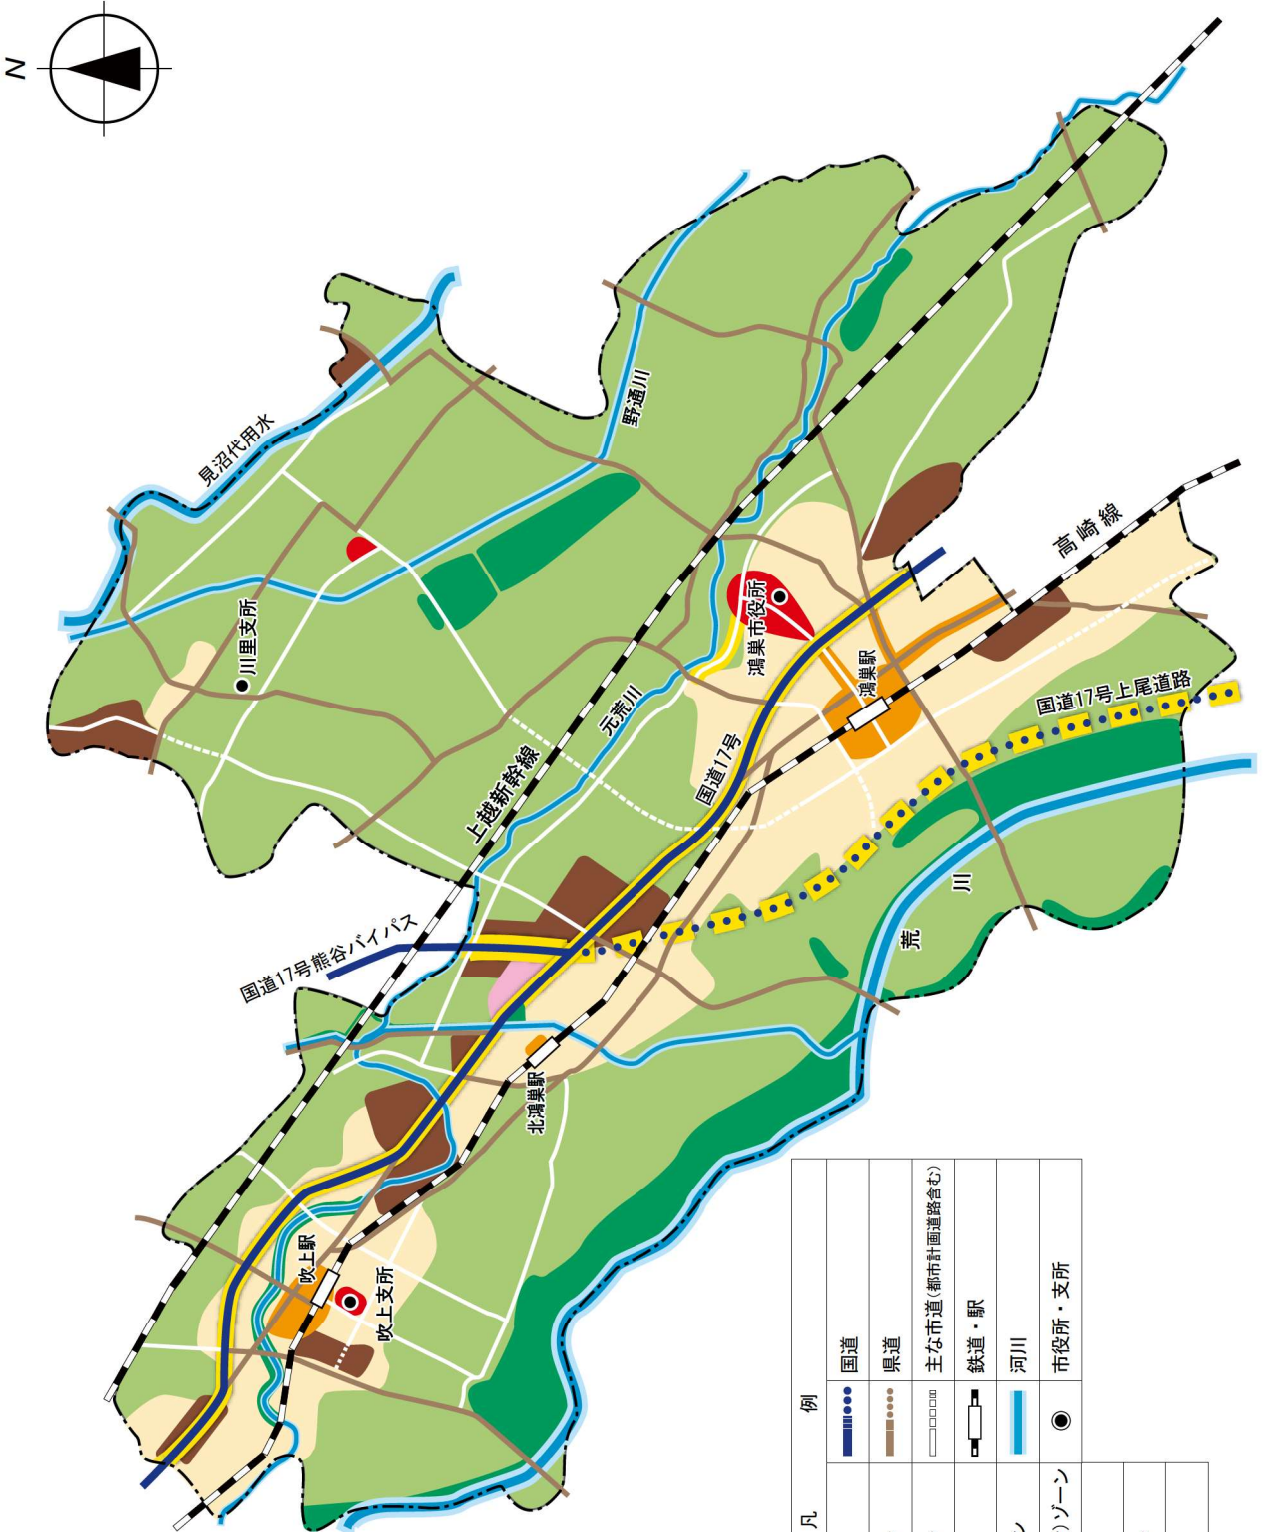 N
見沼代用水
野通川
川里支所
元荒川
上越新幹線
鴻巣市役所
高崎線
国道17号
鴻巣駅
国道17号上尾道路
国道17号熊谷バイパス
荒川
北鴻巣駅
吹上駅
吹上支所
凡 例
国道
県道
主な市道(都市計画道路含む)
鉄道・駅
河川
市役所・支所
ゾーン